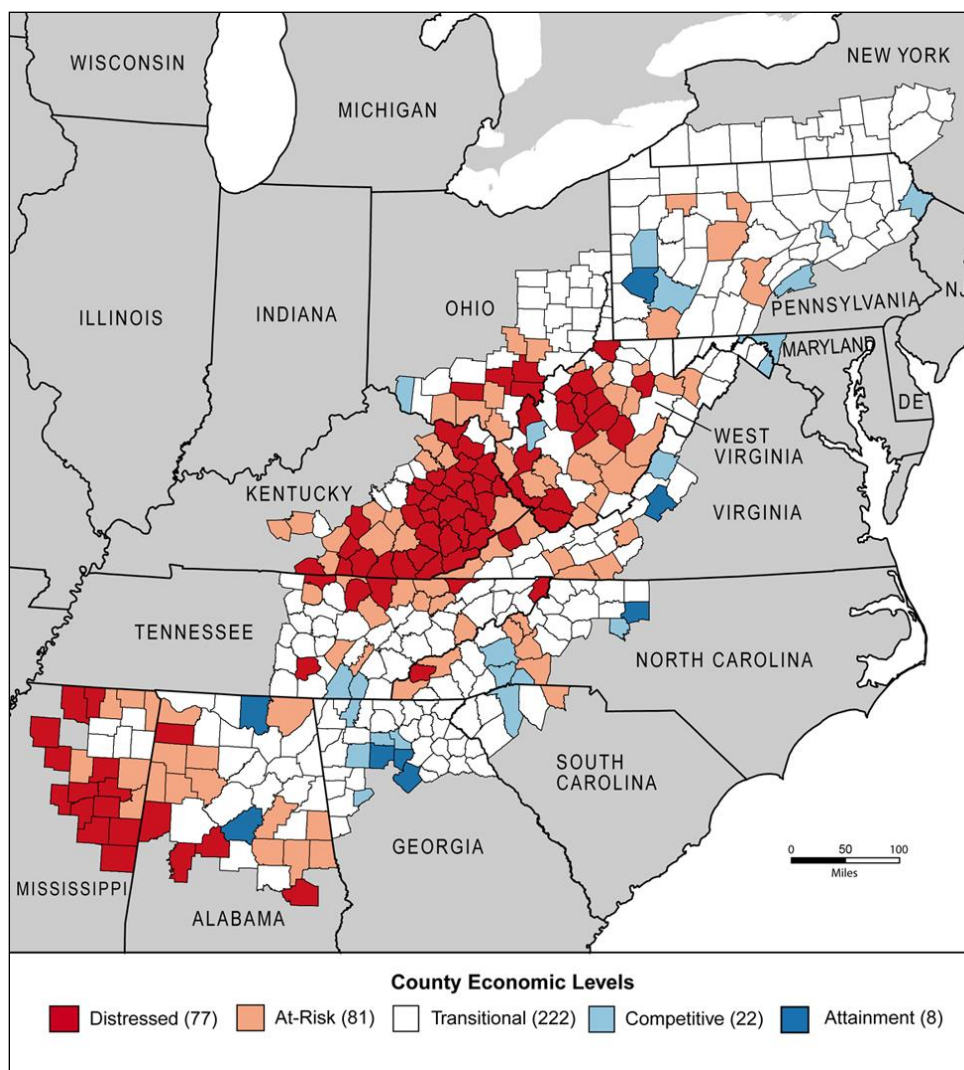 WISCONSIN
NEW YORK
MICHIGAN
ILLINOIS
INDIANA
OHIO
PENNSYLVANIA
NJ
MARYLAND
DE
WEST
VIRGINIA
KENTUCKY
VIRGINIA
TENNESSEE
NORTH CAROLINA
SOUTH
CAROLINA
GEORGIA
MISSISSIPPI
ALABAMA
0 50 100
Miles
County Economic Levels
Distressed (77) At-Risk (81) Transitional (222) Competitive (22) Attainment (8)